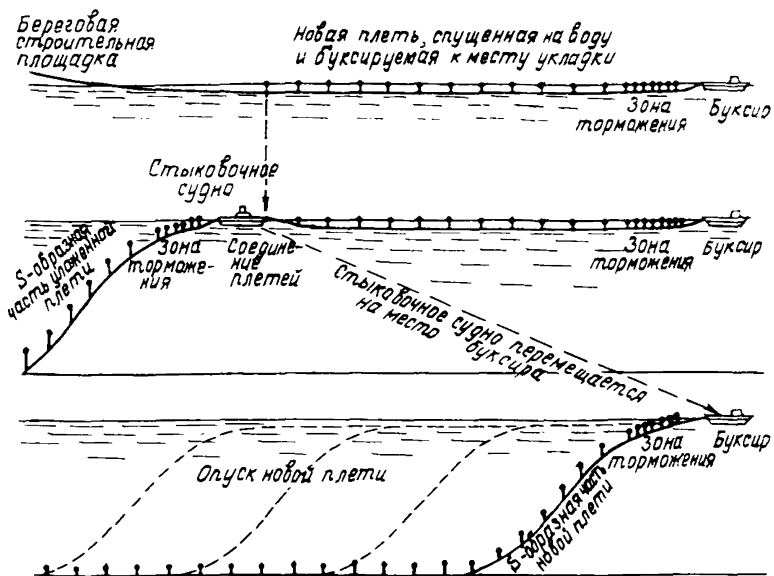 Береговая
строительная
площадка
Новая плеть, спущенная на воду
и буксируемая к месту укладки
Зона
торможения
Буксир
Стыковочное
судно
S-образная
часть уложенной
плети
Зона
торможе-
ния
Соедине-
ние
плетей
Зона
торможения
Буксир
Стыковочное судно перемещается
на место буксира
Опуск новой плети
S-образная часть
новой плети
Зона
торможения
Буксир